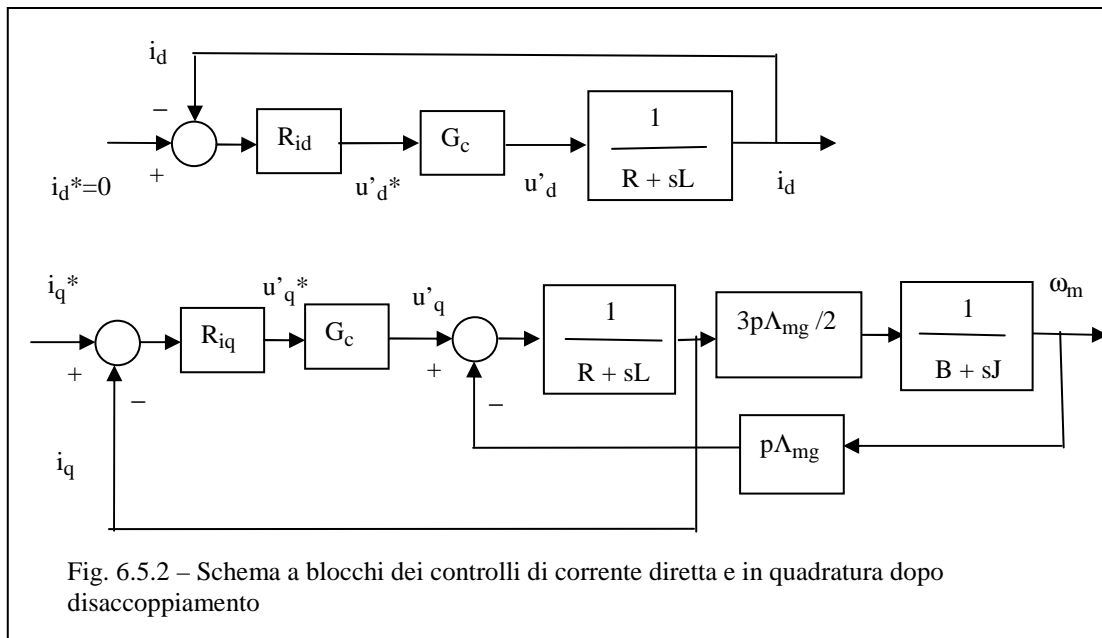 i_d
−
1
R_id
G_c
+
R + sL
i_d*=0
u'_d*
u'_d
i_d
i_q*
u’_q*
u’_q
ω_m
1
3pΛ_mg /2
1
R_iq
G_c
+
+
R + sL
B + sJ
−
−
pΛ_mg
i_q
Fig. 6.5.2 – Schema a blocchi dei controlli di corrente diretta e in quadratura dopo
disaccoppiamento